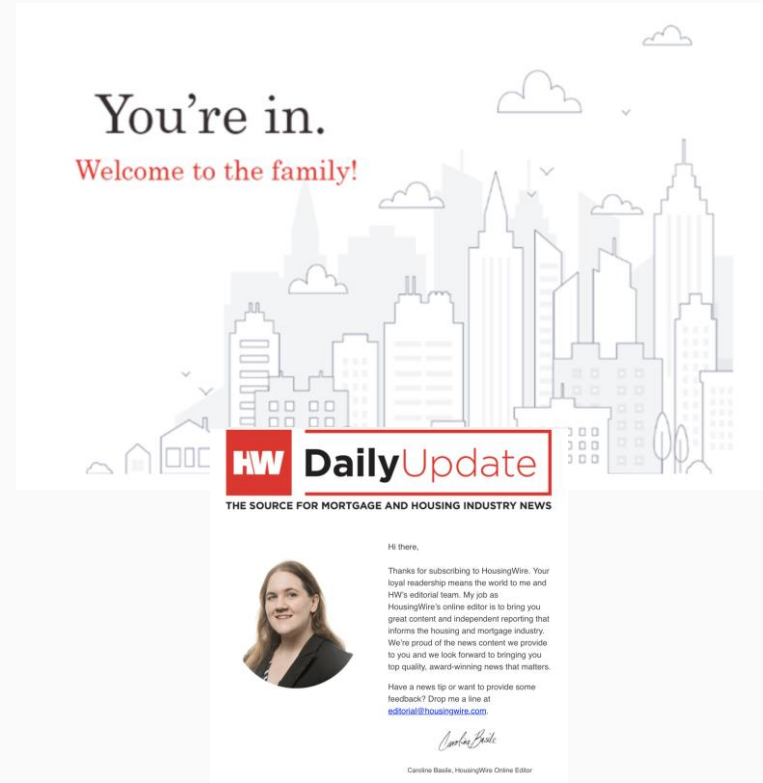 You're in.
Welcome to the family!
HW DailyUpdate
THE SOURCE FOR MORTGAGE AND HOUSING INDUSTRY NEWS
Hi there,
Thanks for subscribing to HousingWire. Your
loyal readership means the world to me and
HW's editorial team. My job as
HousingWire's online editor is to bring you
great content and independent reporting that
informs the housing and mortgage industry.
We're proud of the news content we provide
to you and we look forward to bringing you
top quality, award-winning news that matters.
Have a news tip or want to provide some
feedback? Drop me a line at
editorial@housingwire.com.
Caroline Basile
Caroline Basile, HousingWire Online Editor